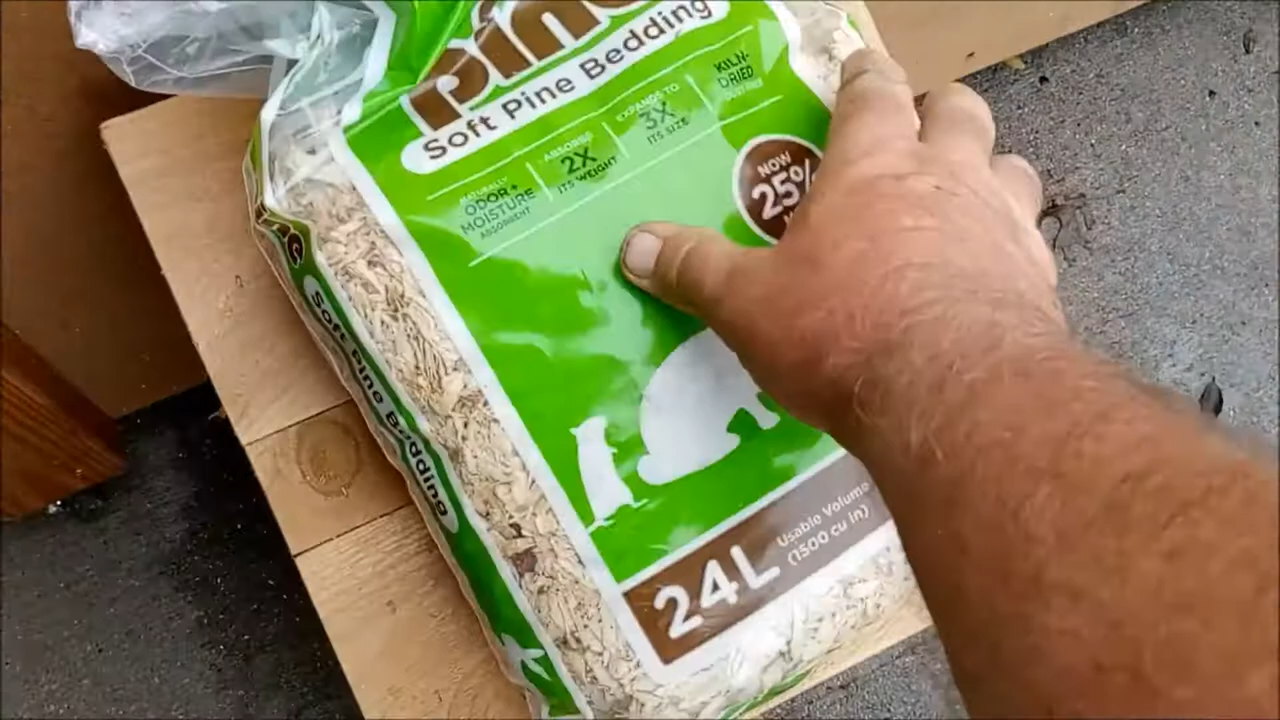 Soft Pine Bedding
NATURALLY
ODOR+
MOISTURE
ABSORBENT
ABSORBS
2X
ITS WEIGHT
EXPANDS TO
3X
ITS SIZE
KILN-
DRIED
NOW
25%
Soft Pine Bedding
24L
Usable Volume
(1500 cu in)